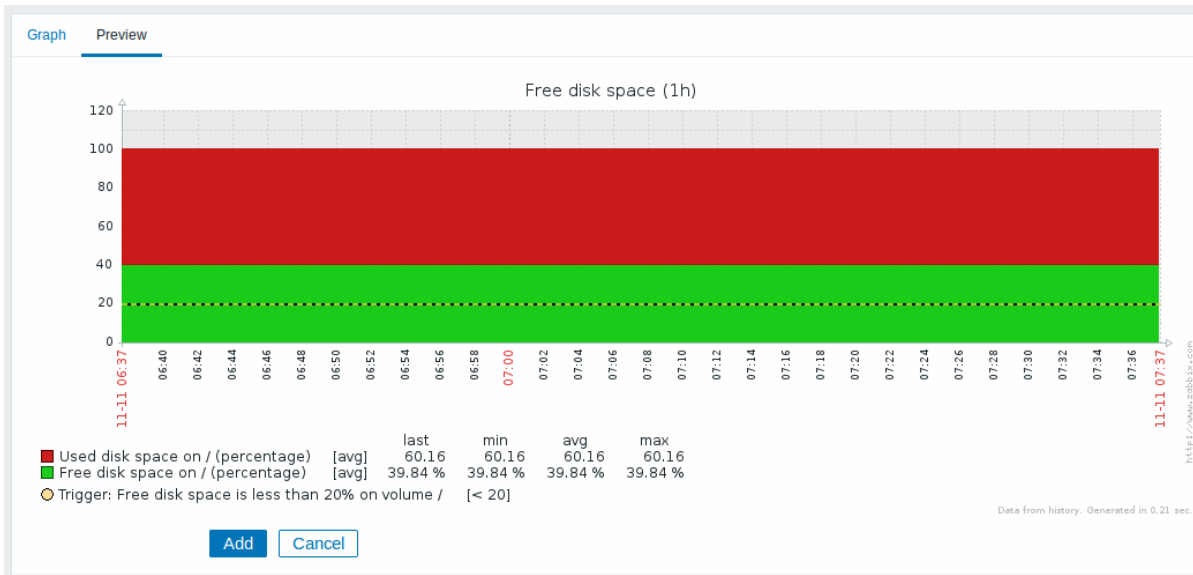 Graph Preview
Free disk space (1h)
120
100
80
60
40
20
0
11-11 06:37 06:40 06:42 06:44 06:46 06:48 06:50 06:52 06:54 06:56 06:58 07:00 07:02 07:04 07:06 07:08 07:10 07:12 07:14 07:16 07:18 07:20 07:22 07:24 07:26 07:28 07:30 07:32 07:34 07:36 11-11 07:37
http://www.zabbix.com
last min avg max
Used disk space on / (percentage) [avg] 60.16 60.16 60.16 60.16
Free disk space on / (percentage) [avg] 39.84 % 39.84 % 39.84 % 39.84 %
Trigger: Free disk space is less than 20% on volume / [< 20]
Data from history. Generated in 0.21 sec.
Add Cancel